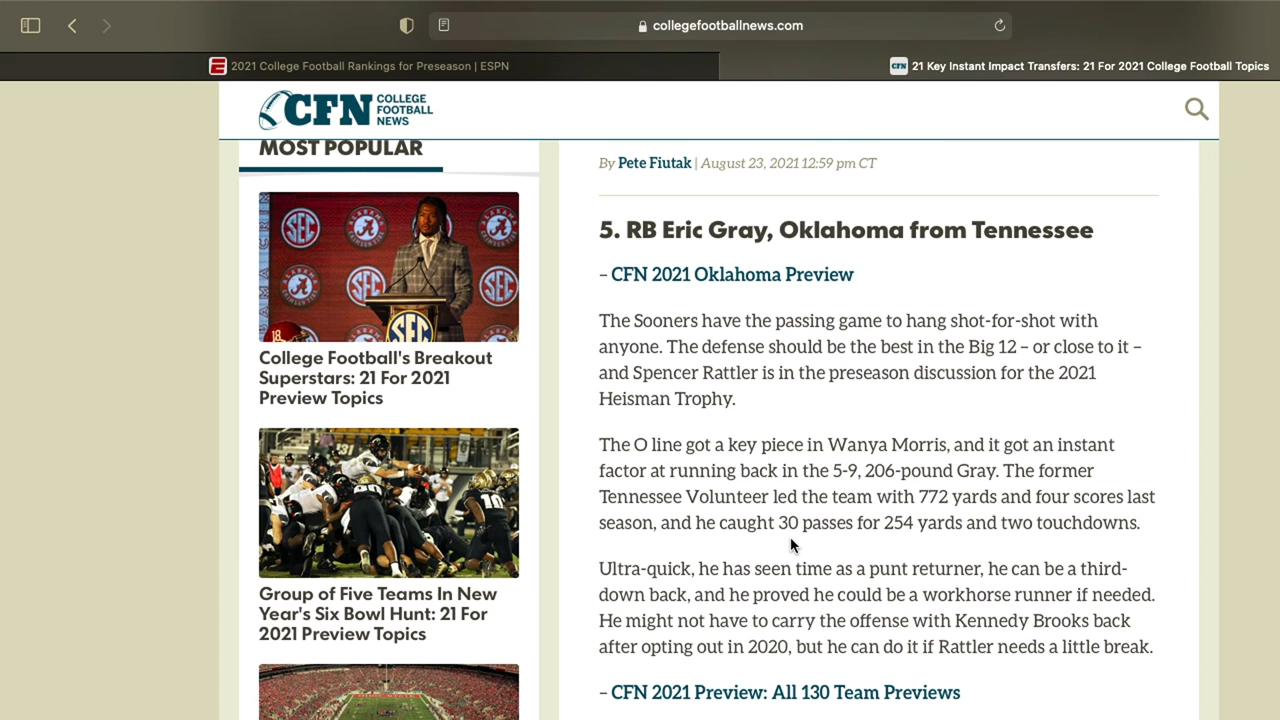 collegefootballnews.com
2021 College Football Rankings for Preseason | ESPN
CFN 21 Key Instant Impact Transfers: 21 For 2021 College Football Topics
CFN COLLEGE
FOOTBALL
NEWS
MOST POPULAR
SEC
SEC
SEC
SEC
18
College Football's Breakout
Superstars: 21 For 2021
Preview Topics
10
Group of Five Teams In New
Year's Six Bowl Hunt: 21 For
2021 Preview Topics
By Pete Fiutak | August 23, 2021 12:59 pm CT
5. RB Eric Gray, Oklahoma from Tennessee
– CFN 2021 Oklahoma Preview
The Sooners have the passing game to hang shot-for-shot with
anyone. The defense should be the best in the Big 12 – or close to it –
and Spencer Rattler is in the preseason discussion for the 2021
Heisman Trophy.
The O line got a key piece in Wanya Morris, and it got an instant
factor at running back in the 5-9, 206-pound Gray. The former
Tennessee Volunteer led the team with 772 yards and four scores last
season, and he caught 30 passes for 254 yards and two touchdowns.
Ultra-quick, he has seen time as a punt returner, he can be a third-
down back, and he proved he could be a workhorse runner if needed.
He might not have to carry the offense with Kennedy Brooks back
after opting out in 2020, but he can do it if Rattler needs a little break.
– CFN 2021 Preview: All 130 Team Previews